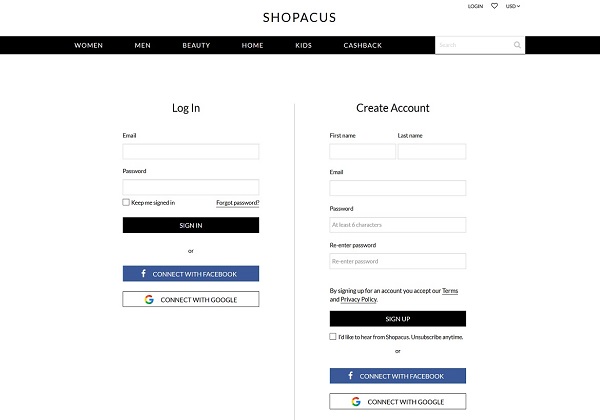 LOGIN USD
SHOPACUS
WOMEN MEN BEAUTY HOME KIDS CASHBACK Search
Log In
Email
Password
Keep me signed in Forgot password?
SIGN IN
or
CONNECT WITH FACEBOOK
CONNECT WITH GOOGLE
Create Account
First name Last name
Email
Password
At least 6 characters
Re-enter password
Re-enter password
By signing up for an account you accept our Terms
and Privacy Policy.
SIGN UP
I'd like to hear from Shopacus. Unsubscribe anytime.
or
CONNECT WITH FACEBOOK
CONNECT WITH GOOGLE